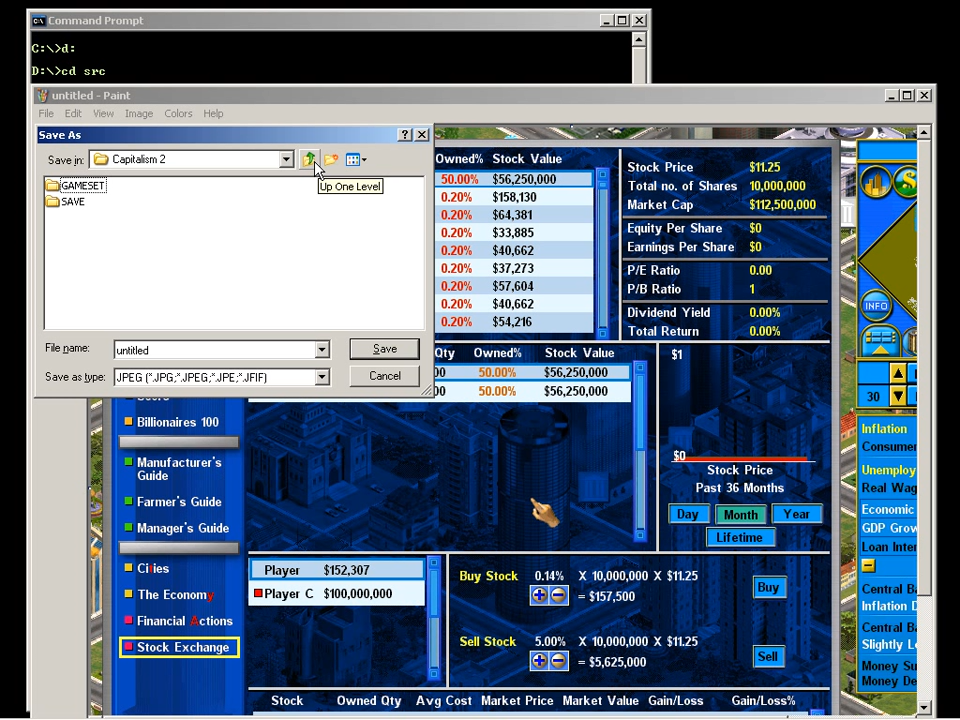 Command Prompt
C:\>d:
D:\>cd src
untitled - Paint
File Edit View Image Colors Help
Save As
Save in: Capitalism 2
Up One Level
GAMESET
SAVE
File name: untitled Save
Save as type: JPEG (*.JPG;*.JPEG;*.JPE;*.JFIF) Cancel
Owned% Stock Value
50.00% $56,250,000
0.20% $158,130
0.20% $64,381
0.20% $33,885
0.20% $40,662
0.20% $37,273
0.20% $57,604
0.20% $40,662
0.20% $54,216
Stock Price $11.25
Total no. of Shares 10,000,000
Market Cap $112,500,000
Equity Per Share $0
Earnings Per Share $0
P/E Ratio 0.00
P/B Ratio 1
Dividend Yield 0.00%
Total Return 0.00%
Qty Owned% Stock Value
00 50.00% $56,250,000
00 50.00% $56,250,000
$1
$0
Stock Price
Past 36 Months
Day Month Year
Lifetime
Billionaires 100
Manufacturer's
Guide
Farmer's Guide
Manager's Guide
Cities
The Economy
Financial Actions
Stock Exchange
Player $152,307
Player C $100,000,000
Buy Stock 0.14% X 10,000,000 X $11.25
= $157,500
Buy
Sell Stock 5.00% X 10,000,000 X $11.25
= $5,625,000
Sell
Stock Owned Qty Avg Cost Market Price Market Value Gain/Loss Gain/Loss%
$
INFO
30
Inflation
Consume
Unemploy
Real Wag
Economic
GDP Grow
Loan Inter
Central Ba
Inflation D
Central Ba
Slightly Lo
Money Su
Money De